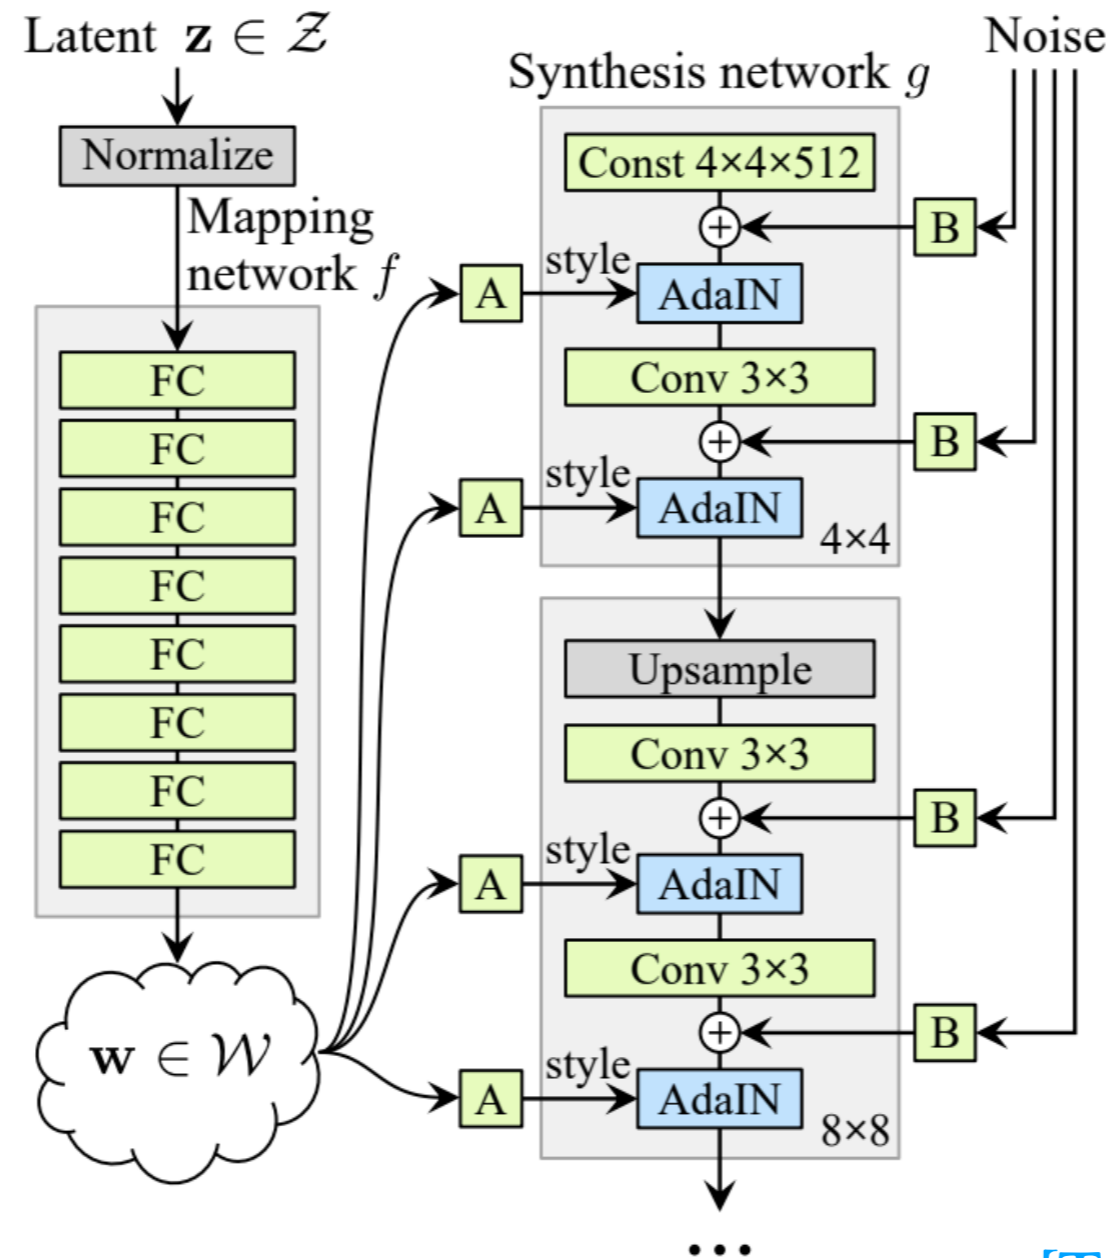 Latent z ∈ 𝒵
Normalize
Mapping
network f
FC
FC
FC
FC
FC
FC
FC
FC
w ∈ 𝒲
Synthesis network g
Noise
Const 4×4×512
B
A
style
AdaIN
Conv 3×3
B
A
style
AdaIN
4×4
Upsample
Conv 3×3
B
A
style
AdaIN
Conv 3×3
B
A
style
AdaIN
8×8
...